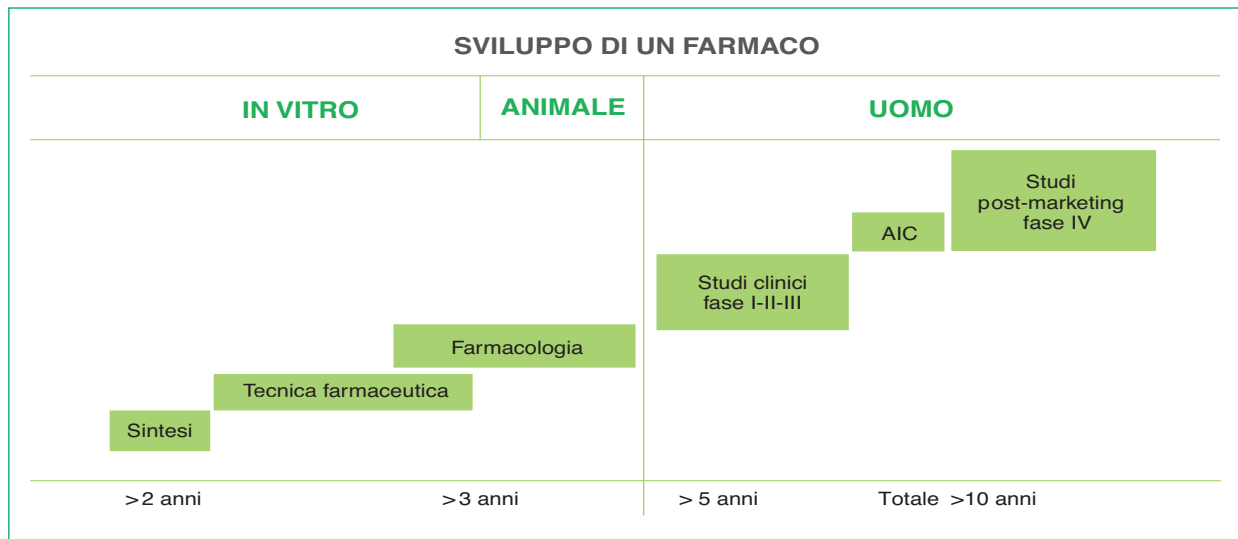 SVILUPPO DI UN FARMACO
IN VITRO
ANIMALE
UOMO
Studi
post-marketing
fase IV
AIC
Studi clinici
fase I-II-III
Farmacologia
Tecnica farmaceutica
Sintesi
>2 anni
>3 anni
> 5 anni
Totale >10 anni